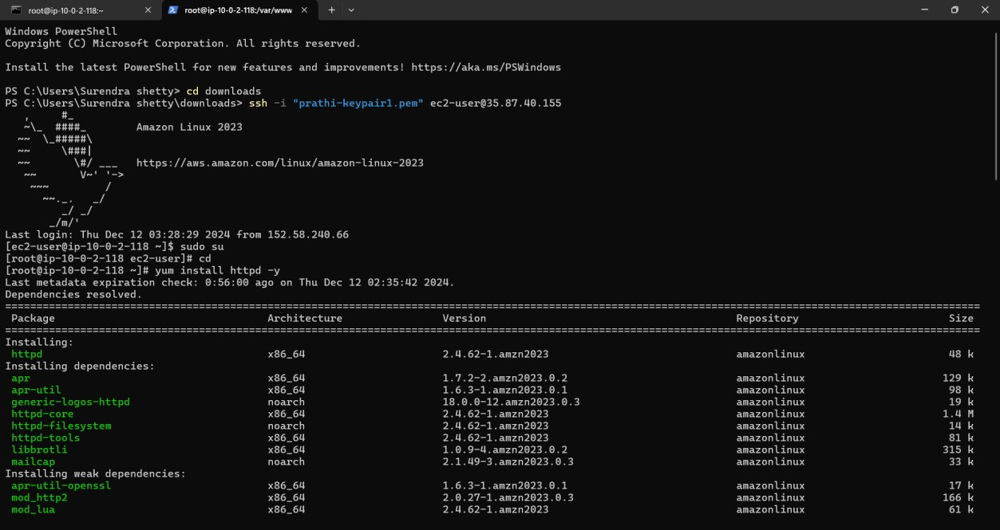 root@ip-10-0-2-118:~
root@ip-10-0-2-118:/var/www
Windows PowerShell
Copyright (C) Microsoft Corporation. All rights reserved.
Install the latest PowerShell for new features and improvements! https://aka.ms/PSWindows
PS C:\Users\Surendra shetty> cd downloads
PS C:\Users\Surendra shetty\downloads> ssh -i "prathi-keypair1.pem" ec2-user@35.87.40.155
   ,     #_
   ~\_  ####_        Amazon Linux 2023
  ~~  \_#####\
  ~~     \###|
  ~~       \#/ ___   https://aws.amazon.com/linux/amazon-linux-2023
   ~~       V~' '->
    ~~~         /
      ~~._.   _/
         _/ _/
       _/m/'
Last login: Thu Dec 12 03:28:29 2024 from 152.58.240.66
[ec2-user@ip-10-0-2-118 ~]$ sudo su
[root@ip-10-0-2-118 ec2-user]# cd
[root@ip-10-0-2-118 ~]# yum install httpd -y
Last metadata expiration check: 0:56:00 ago on Thu Dec 12 02:35:42 2024.
Dependencies resolved.
Package Architecture Version Repository Size
Installing:
httpd x86_64 2.4.62-1.amzn2023 amazonlinux 48 k
Installing dependencies:
apr x86_64 1.7.2-2.amzn2023.0.2 amazonlinux 129 k
apr-util x86_64 1.6.3-1.amzn2023.0.1 amazonlinux 98 k
generic-logos-httpd noarch 18.0.0-12.amzn2023.0.3 amazonlinux 19 k
httpd-core x86_64 2.4.62-1.amzn2023 amazonlinux 1.4 M
httpd-filesystem noarch 2.4.62-1.amzn2023 amazonlinux 14 k
httpd-tools x86_64 2.4.62-1.amzn2023 amazonlinux 81 k
libbrotli x86_64 1.0.9-4.amzn2023.0.2 amazonlinux 315 k
mailcap noarch 2.1.49-3.amzn2023.0.3 amazonlinux 33 k
Installing weak dependencies:
apr-util-openssl x86_64 1.6.3-1.amzn2023.0.1 amazonlinux 17 k
mod_http2 x86_64 2.0.27-1.amzn2023.0.3 amazonlinux 166 k
mod_lua x86_64 2.4.62-1.amzn2023 amazonlinux 61 k